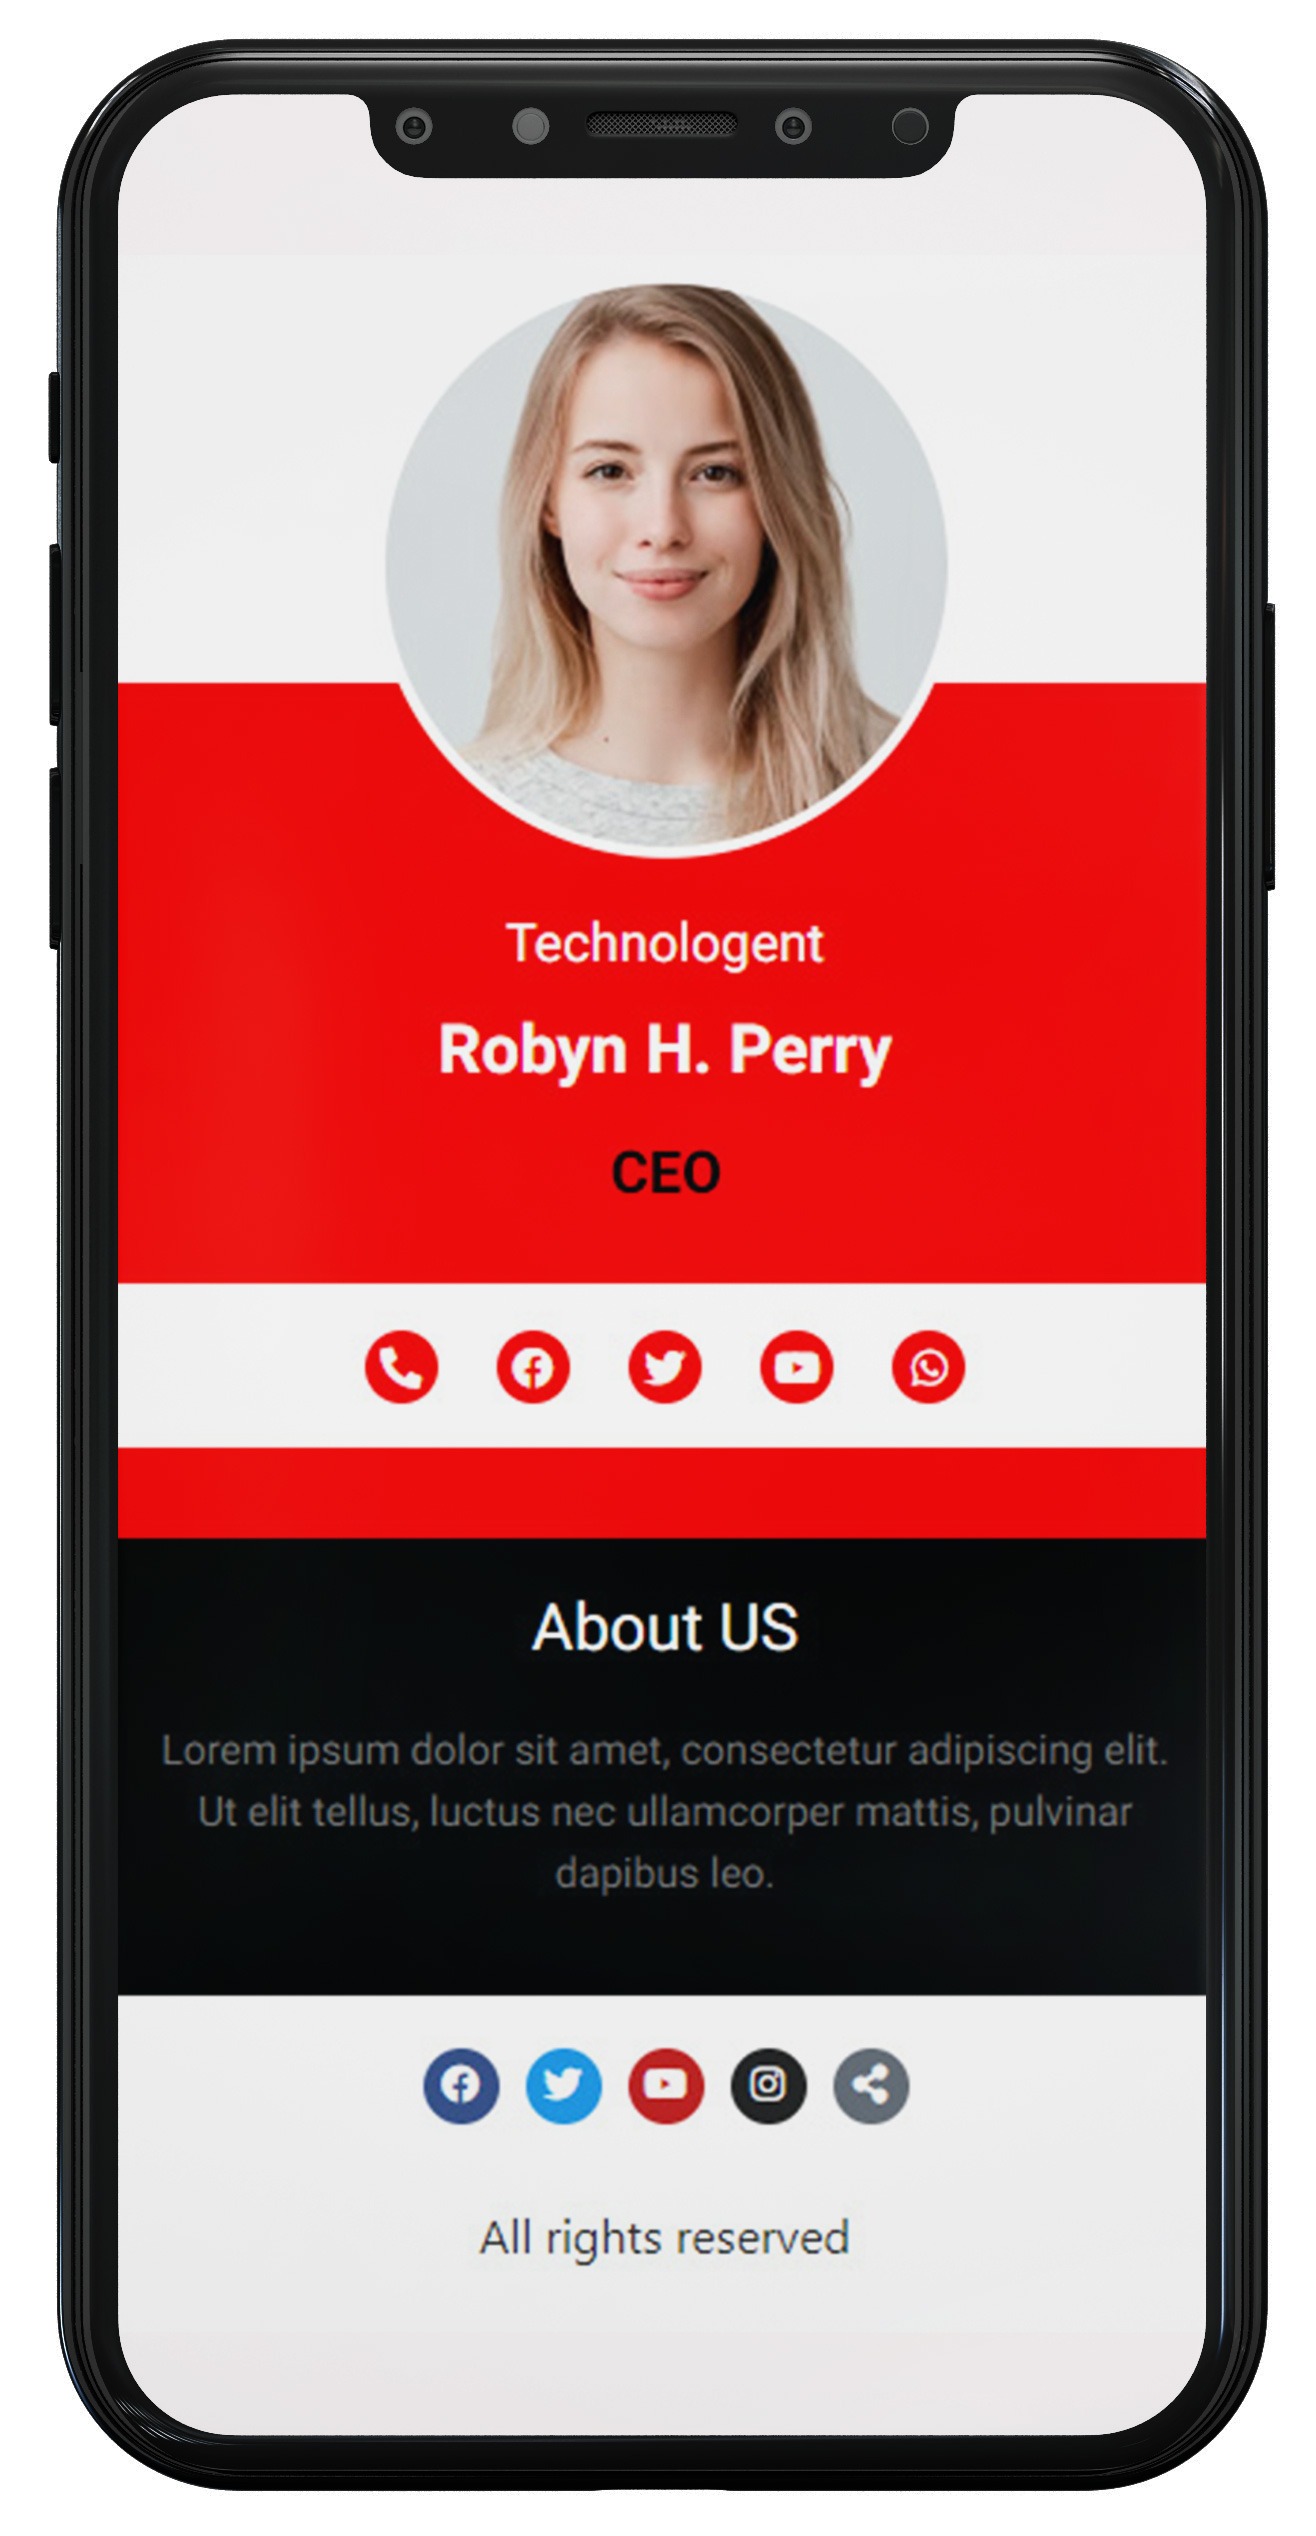 Technologent
Robyn H. Perry
CEO
About US
Lorem ipsum dolor sit amet, consectetur adipiscing elit.
Ut elit tellus, luctus nec ullamcorper mattis, pulvinar
dapibus leo.
All rights reserved